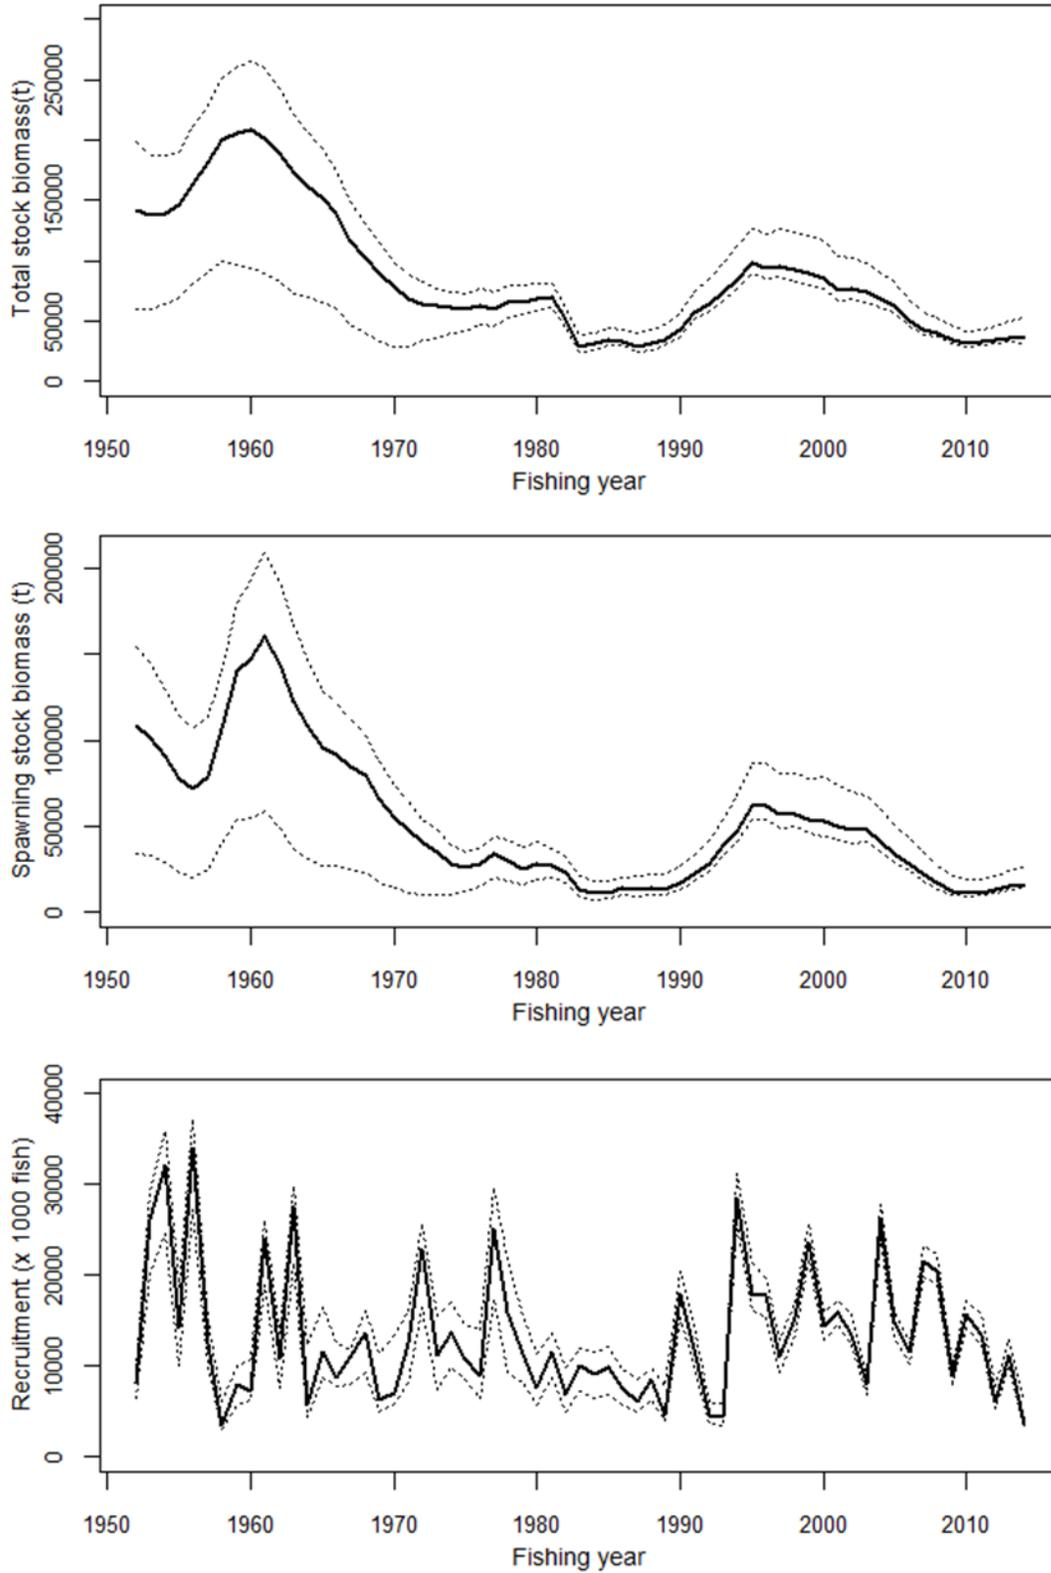 Total stock biomass(t)
250000
150000
50000
0
1950 1960 1970 1980 1990 2000 2010
Fishing year
Spawning stock biomass (t)
200000
100000
50000
0
1950 1960 1970 1980 1990 2000 2010
Fishing year
Recruitment (x 1000 fish)
40000
30000
20000
10000
0
1950 1960 1970 1980 1990 2000 2010
Fishing year